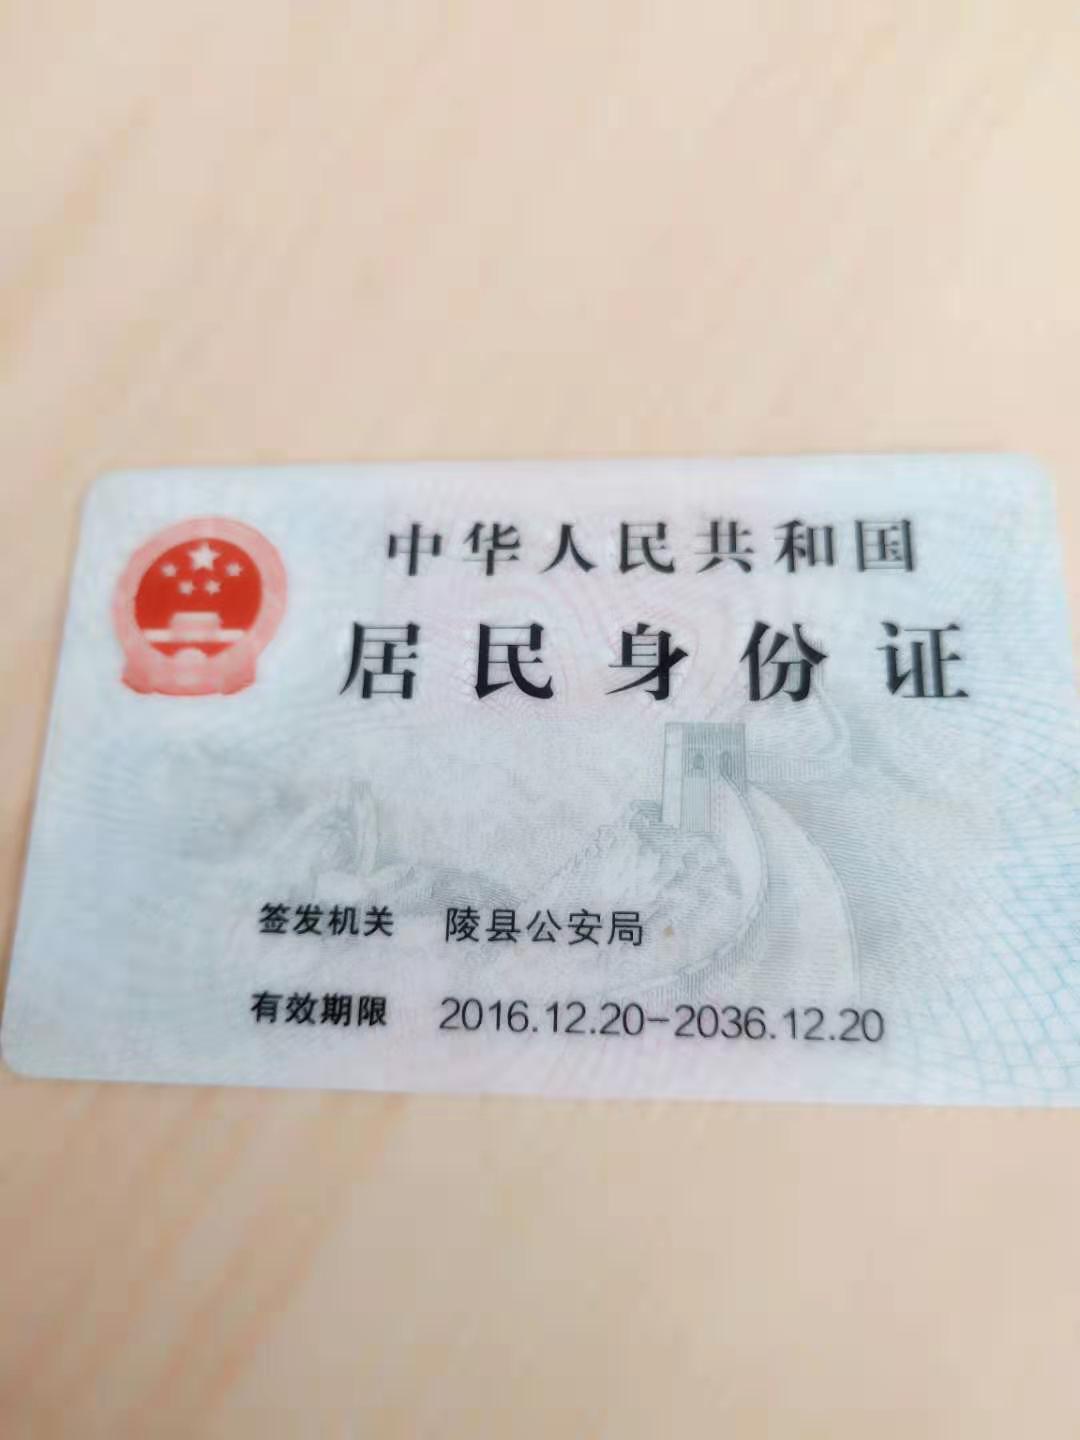 中华人民共和国
居民身份证
签发机关 陵县公安局
有效期限 2016.12.20-2036.12.20